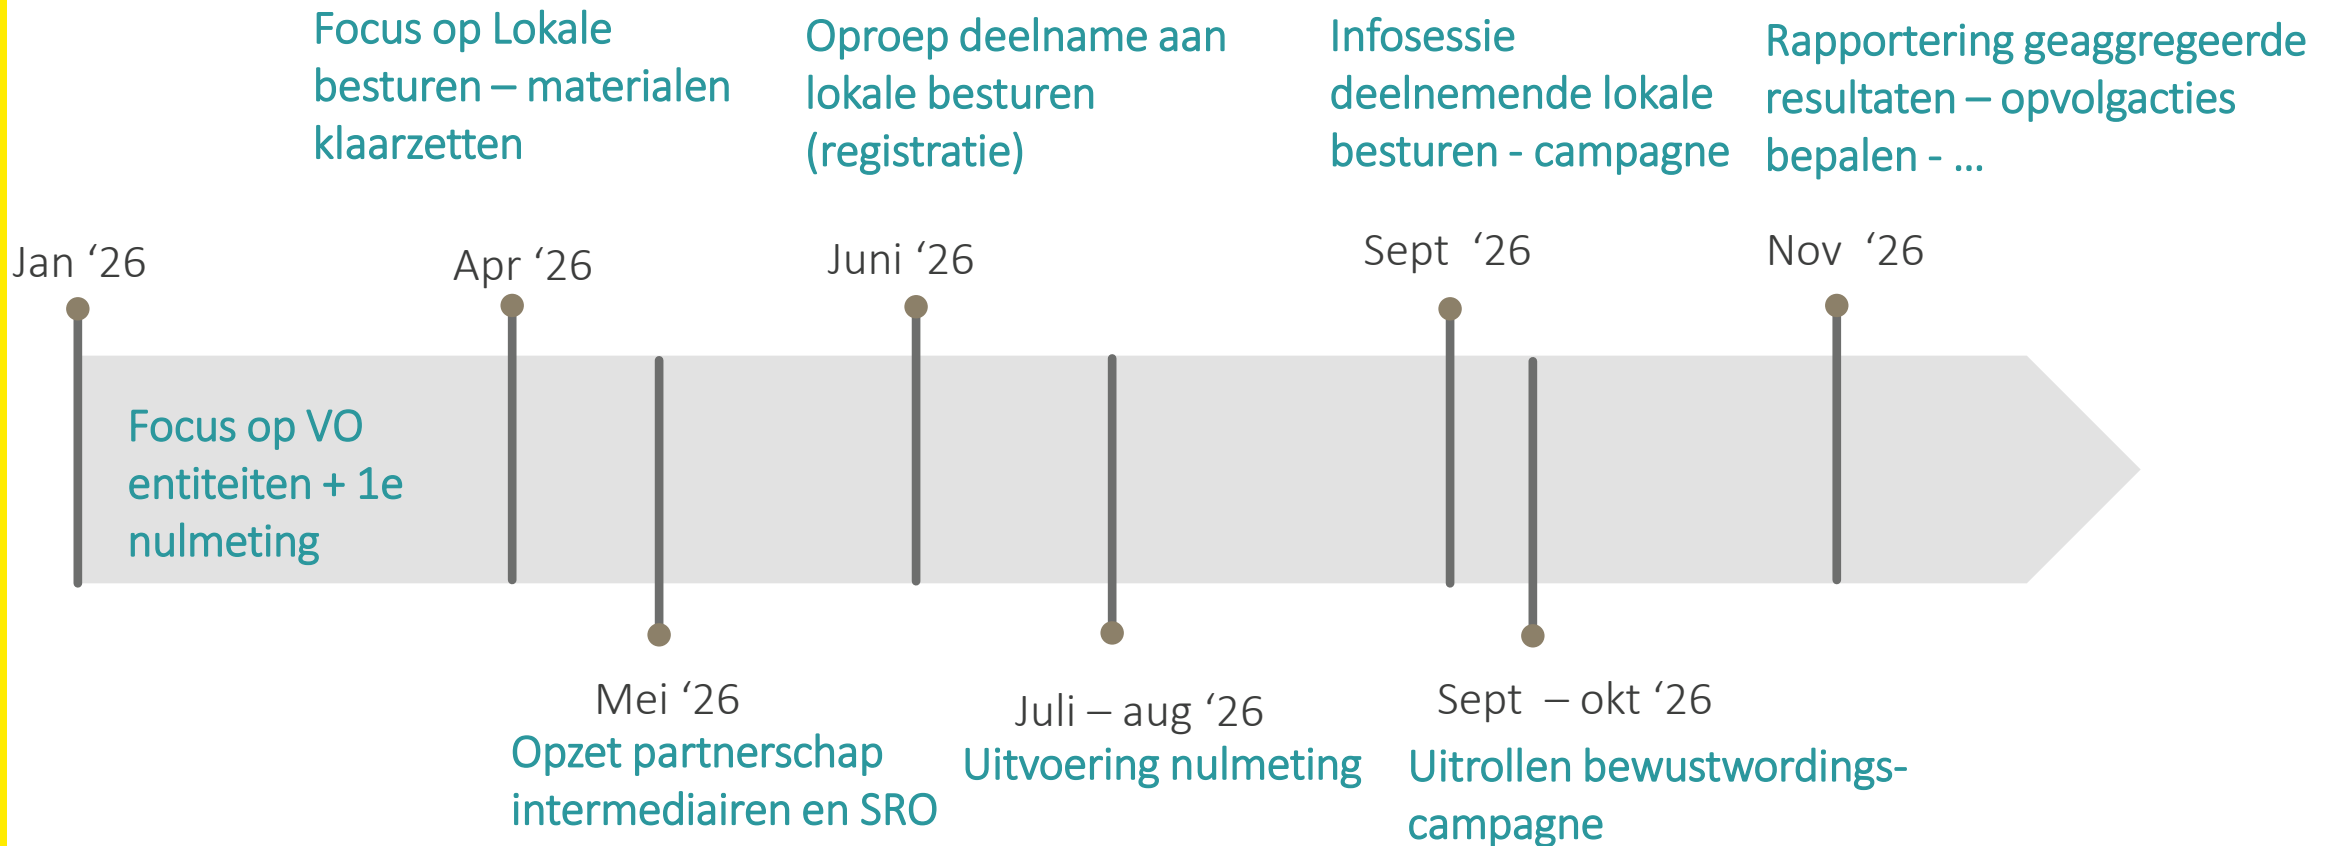 Focus op Lokale
besturen – materialen
klaarzetten
Oproep deelname aan
lokale besturen
(registratie)
Infosessie
deelnemende lokale
besturen - campagne
Rapportering geaggregeerde
resultaten – opvolgacties
bepalen - ...
Jan ‘26
Apr ‘26
Juni ‘26
Sept ‘26
Nov ‘26
Focus op VO
entiteiten + 1e
nulmeting
Mei ‘26
Opzet partnerschap
intermediairen en SRO
Juli – aug ‘26
Uitvoering nulmeting
Sept – okt ‘26
Uitrollen bewustwordings-
campagne